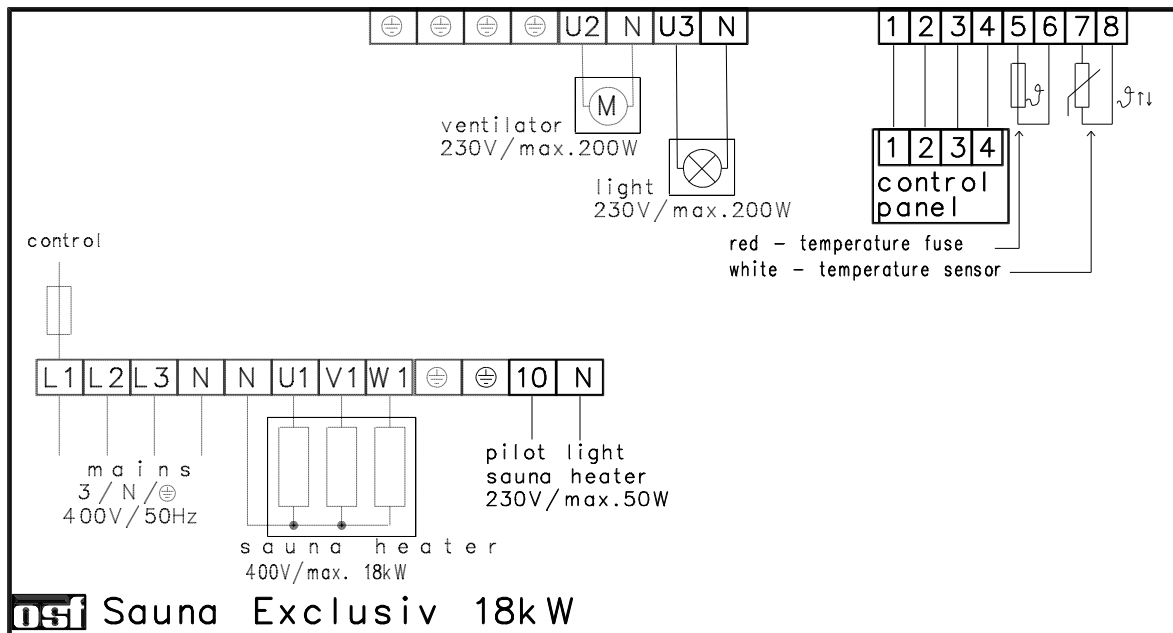 U2 N U3 N
1 2 3 4 5 6 7 8
M
ventilator
230V/max.200W
light
230V/max.200W
ϑ
ϑ↑↓
1 2 3 4
control
panel
red – temperature fuse
white – temperature sensor
control
L1 L2 L3 N N U1 V1 W1 10 N
mains
3/N/⏚
400V/50Hz
sauna heater
400V/max. 18kW
pilot light
sauna heater
230V/max.50W
osf Sauna Exclusiv 18kW